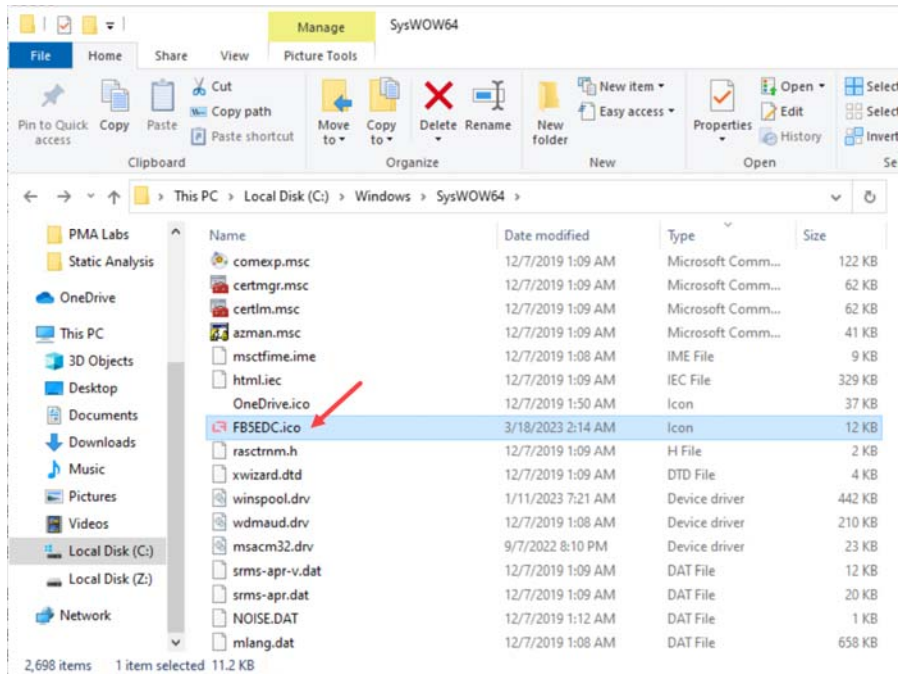 Manage SysWOW64
File Home Share View Picture Tools
Pin to Quick access
Copy
Paste
Cut
Copy path
Paste shortcut
Clipboard
Move to
Copy to
Delete
Rename
Organize
New folder
New item
Easy access
New
Properties
Open
Edit
History
Open
Select
Select
Invert
Se
This PC > Local Disk (C:) > Windows > SysWOW64 >
PMA Labs
Static Analysis
OneDrive
This PC
3D Objects
Desktop
Documents
Downloads
Music
Pictures
Videos
Local Disk (C:)
Local Disk (Z:)
Network
Name Date modified Type Size
comexp.msc 12/7/2019 1:09 AM Microsoft Comm... 122 KB
certmgr.msc 12/7/2019 1:09 AM Microsoft Comm... 62 KB
certlm.msc 12/7/2019 1:09 AM Microsoft Comm... 62 KB
azman.msc 12/7/2019 1:09 AM Microsoft Comm... 41 KB
msctfime.ime 12/7/2019 1:08 AM IME File 9 KB
html.iec 12/7/2019 1:09 AM IEC File 329 KB
OneDrive.ico 12/7/2019 1:50 AM Icon 37 KB
FB5EDC.ico 3/18/2023 2:14 AM Icon 12 KB
rasctrnm.h 12/7/2019 1:09 AM H File 2 KB
xwizard.dtd 12/7/2019 1:09 AM DTD File 4 KB
winspool.drv 1/11/2023 7:21 AM Device driver 442 KB
wdmaud.drv 12/7/2019 1:08 AM Device driver 210 KB
msacm32.drv 9/7/2022 8:10 PM Device driver 23 KB
srms-apr-v.dat 12/7/2019 1:09 AM DAT File 12 KB
srms-apr.dat 12/7/2019 1:09 AM DAT File 20 KB
NOISE.DAT 12/7/2019 1:12 AM DAT File 1 KB
mlang.dat 12/7/2019 1:08 AM DAT File 658 KB
2,698 items 1 item selected 11.2 KB